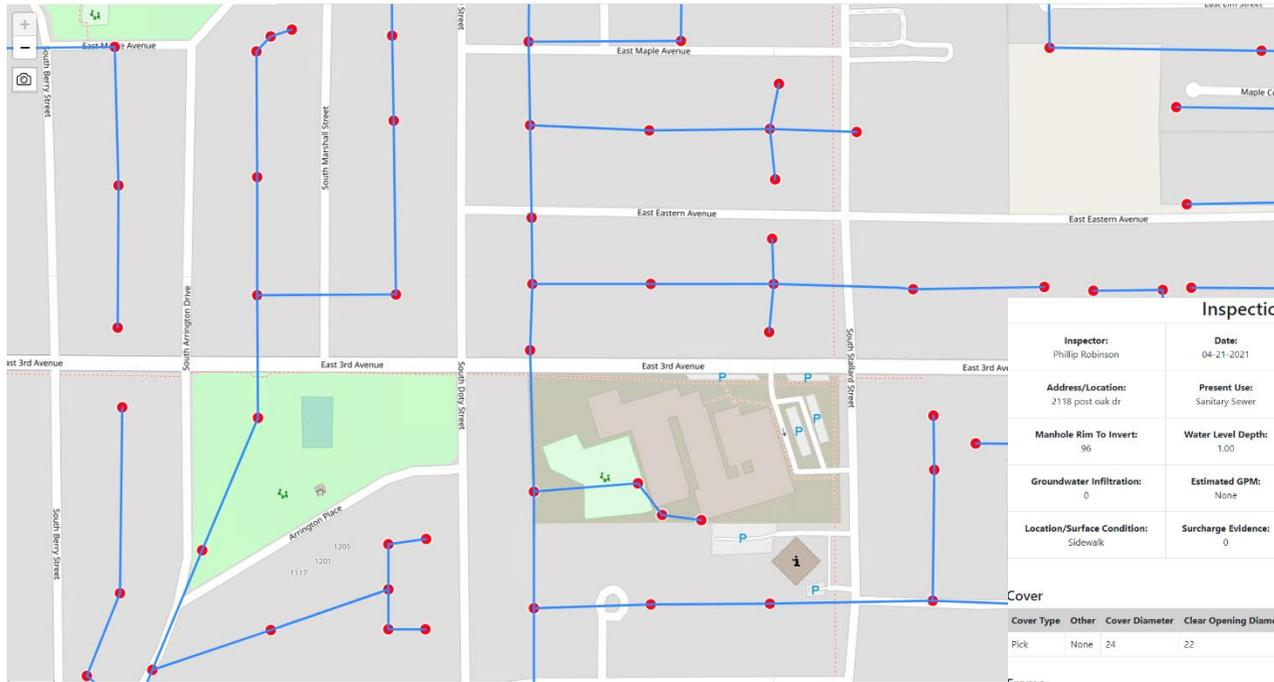 East Elm Street
Street
+
−
East Maple Avenue
East Maple Avenue
South Berry Street
Maple C
South Marshall Street
East Eastern Avenue
East Eastern Avenue
South Arrington Drive
Inspectio
Inspector:
Phillip Robinson
Date:
04-21-2021
ast 3rd Avenue
East 3rd Avenue
East 3rd Avenue
East 3rd Av
South Doty Street
South Stallard Street
P
P
P
P
Address/Location:
2118 post oak dr
Present Use:
Sanitary Sewer
Manhole Rim To Invert:
96
Water Level Depth:
1.00
Groundwater Infiltration:
0
Estimated GPM:
None
Location/Surface Condition:
Sidewalk
Surcharge Evidence:
0
South Berry Street
Arrington Place
1205
1201
1117
P
i
P
Cover
Cover Type Other Cover Diameter Clear Opening Diame
Pick None 24 22